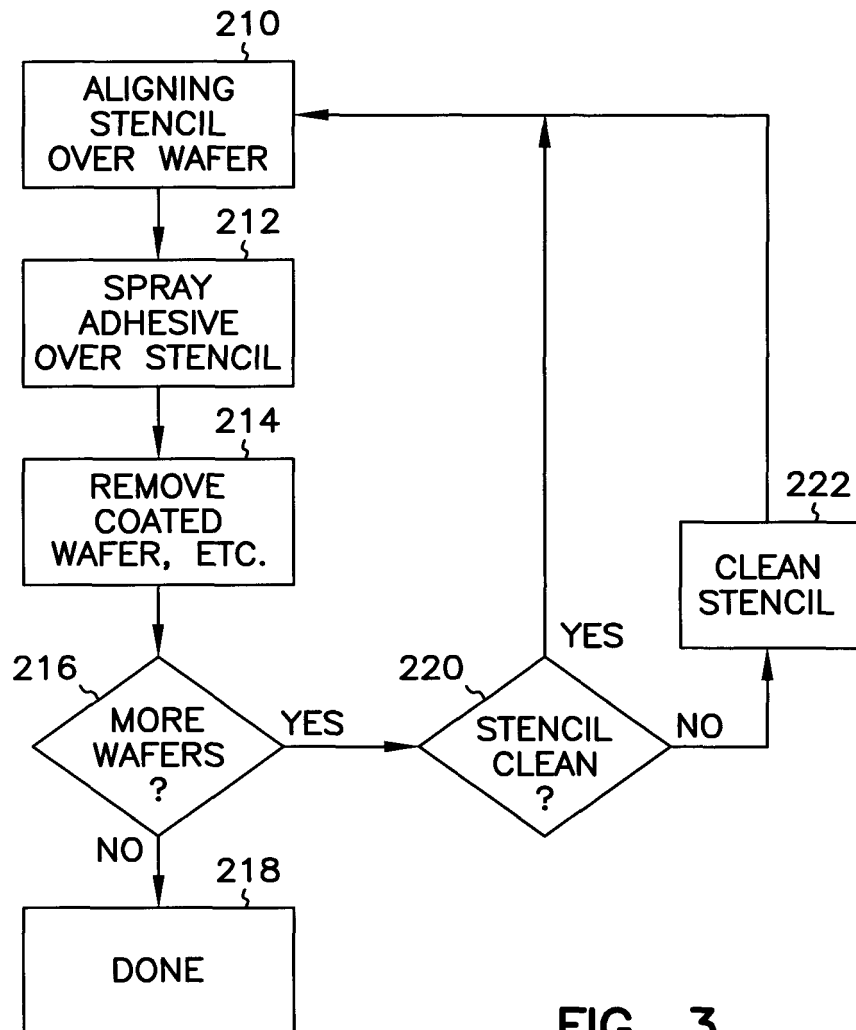 210
ALIGNING
STENCIL
OVER WAFER
212
SPRAY
ADHESIVE
OVER STENCIL
214
REMOVE
COATED
WAFER, ETC.
222
CLEAN
STENCIL
216
MORE
WAFERS
?
YES
220
STENCIL
CLEAN
?
YES
NO
NO
218
DONE
FIG. 3